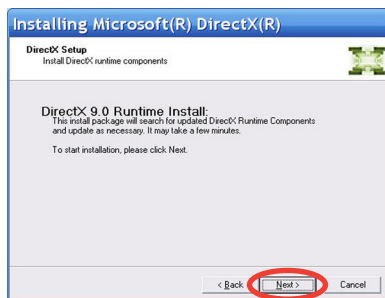 Installing Microsoft(R) DirectX(R)
DirectX Setup
Install DirectX runtime components
DirectX 9.0 Runtime Install:
This install package will search for updated DirectX Runtime Components
and update as necessary. It may take a few minutes.
To start installation, please click Next.
< Back
Next >
Cancel